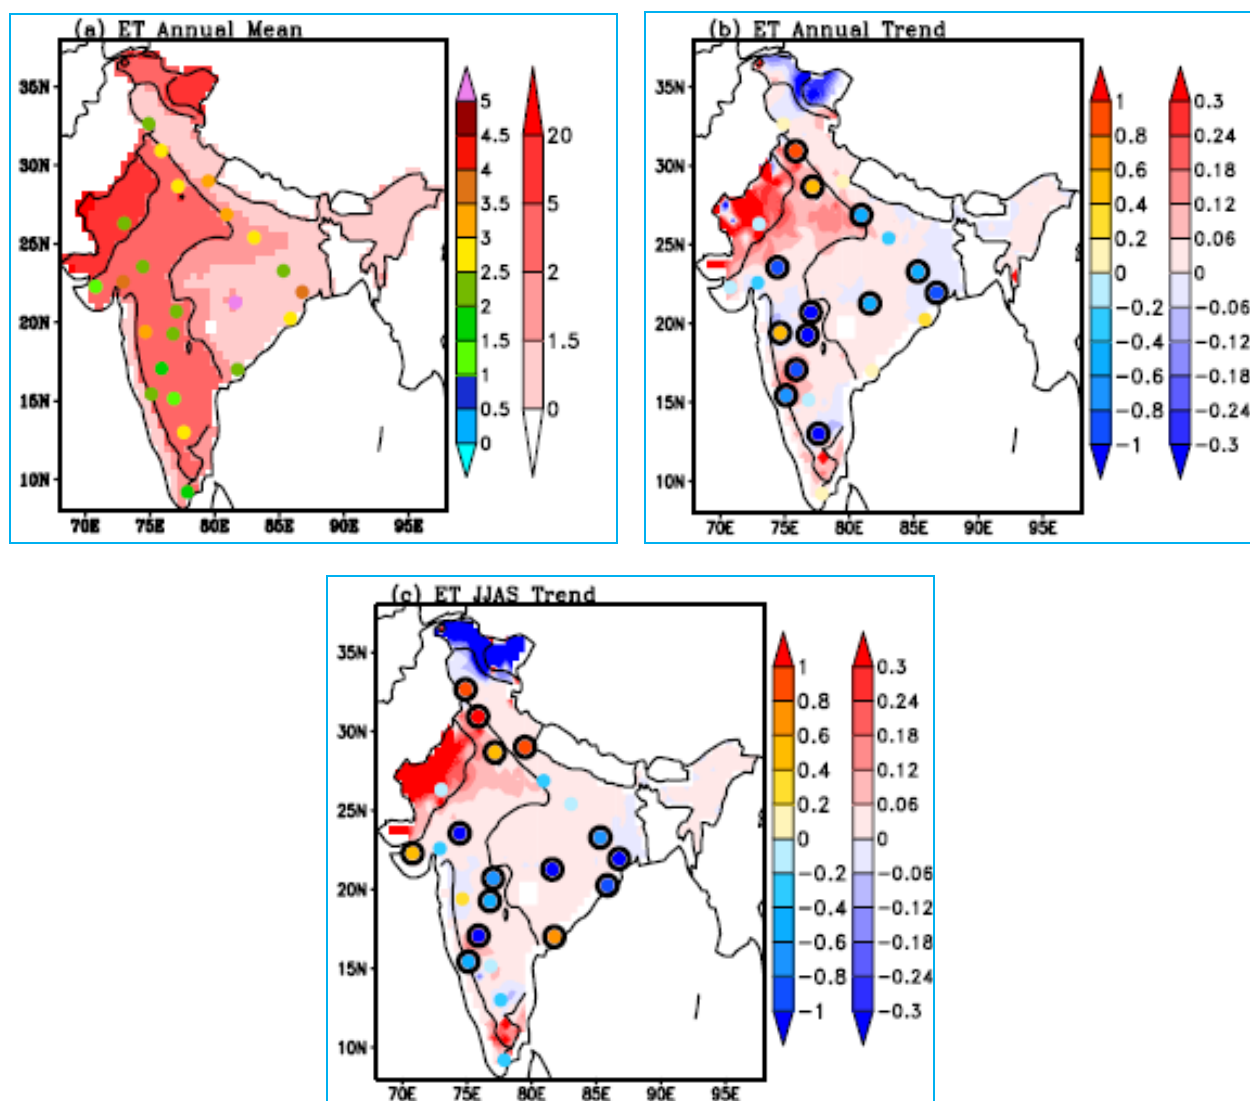 (a) ET Annual Mean
35N
30N
25N
20N
15N
10N
70E 75E 80E 85E 90E 95E
5
4.5
4
3.5
3
2.5
2
1.5
1
0.5
0
20
5
2
1.5
0
(b) ET Annual Trend
35N
30N
25N
20N
15N
10N
70E 75E 80E 85E 90E 95E
1
0.8
0.6
0.4
0.2
0
-0.2
-0.4
-0.6
-0.8
-1
0.3
0.24
0.18
0.12
0.06
0
-0.06
-0.12
-0.18
-0.24
-0.3
(c) ET JJAS Trend
35N
30N
25N
20N
15N
10N
70E 75E 80E 85E 90E 95E
1
0.8
0.6
0.4
0.2
0
-0.2
-0.4
-0.6
-0.8
-1
0.3
0.24
0.18
0.12
0.06
0
-0.06
-0.12
-0.18
-0.24
-0.3